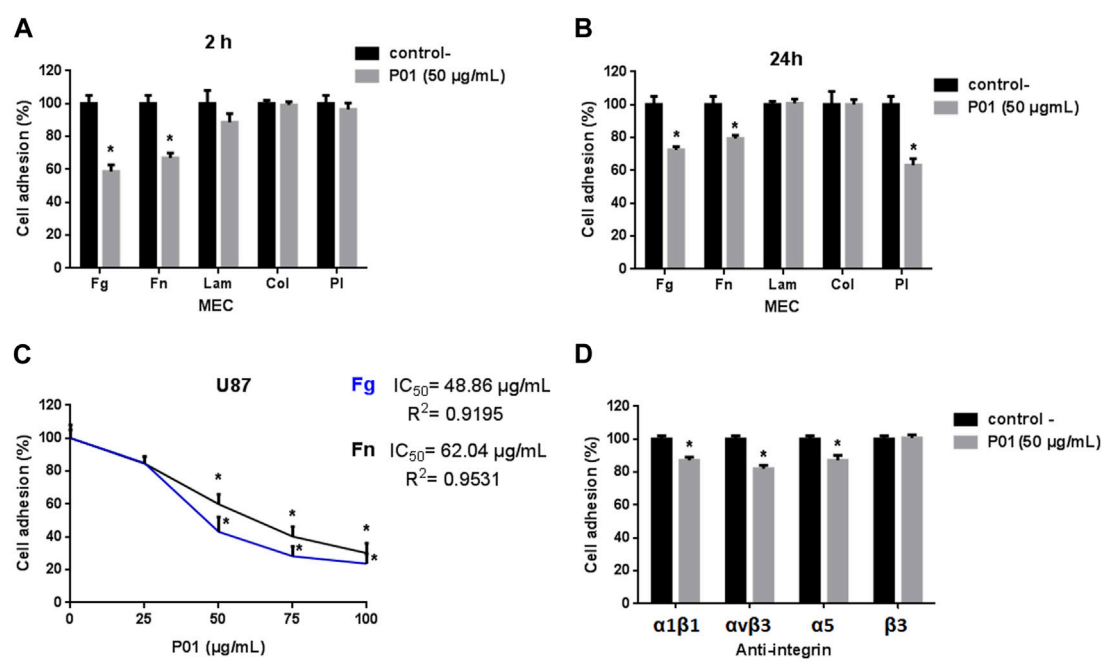 A
2 h
control-
P01 (50 µg/mL)
Cell adhesion (%)
120
100
80
60
40
20
0
*
*
Fg Fn Lam Col Pl
MEC
B
24h
control-
P01 (50 µgmL)
Cell adhesion (%)
120
100
80
60
40
20
0
*
*
*
Fg Fn Lam Col Pl
MEC
C
U87
Fg IC50= 48.86 µg/mL
R2= 0.9195
Fn IC50= 62.04 µg/mL
R2= 0.9531
Cell adhesion (%)
120
100
80
60
40
20
0
*
*
*
*
*
*
0 25 50 75 100
P01 (µg/mL)
D
control -
P01 (50 µg/mL)
Cell adhesion (%)
120
100
80
60
40
20
0
*
*
*
α1β1 αvβ3 α5 β3
Anti-integrin